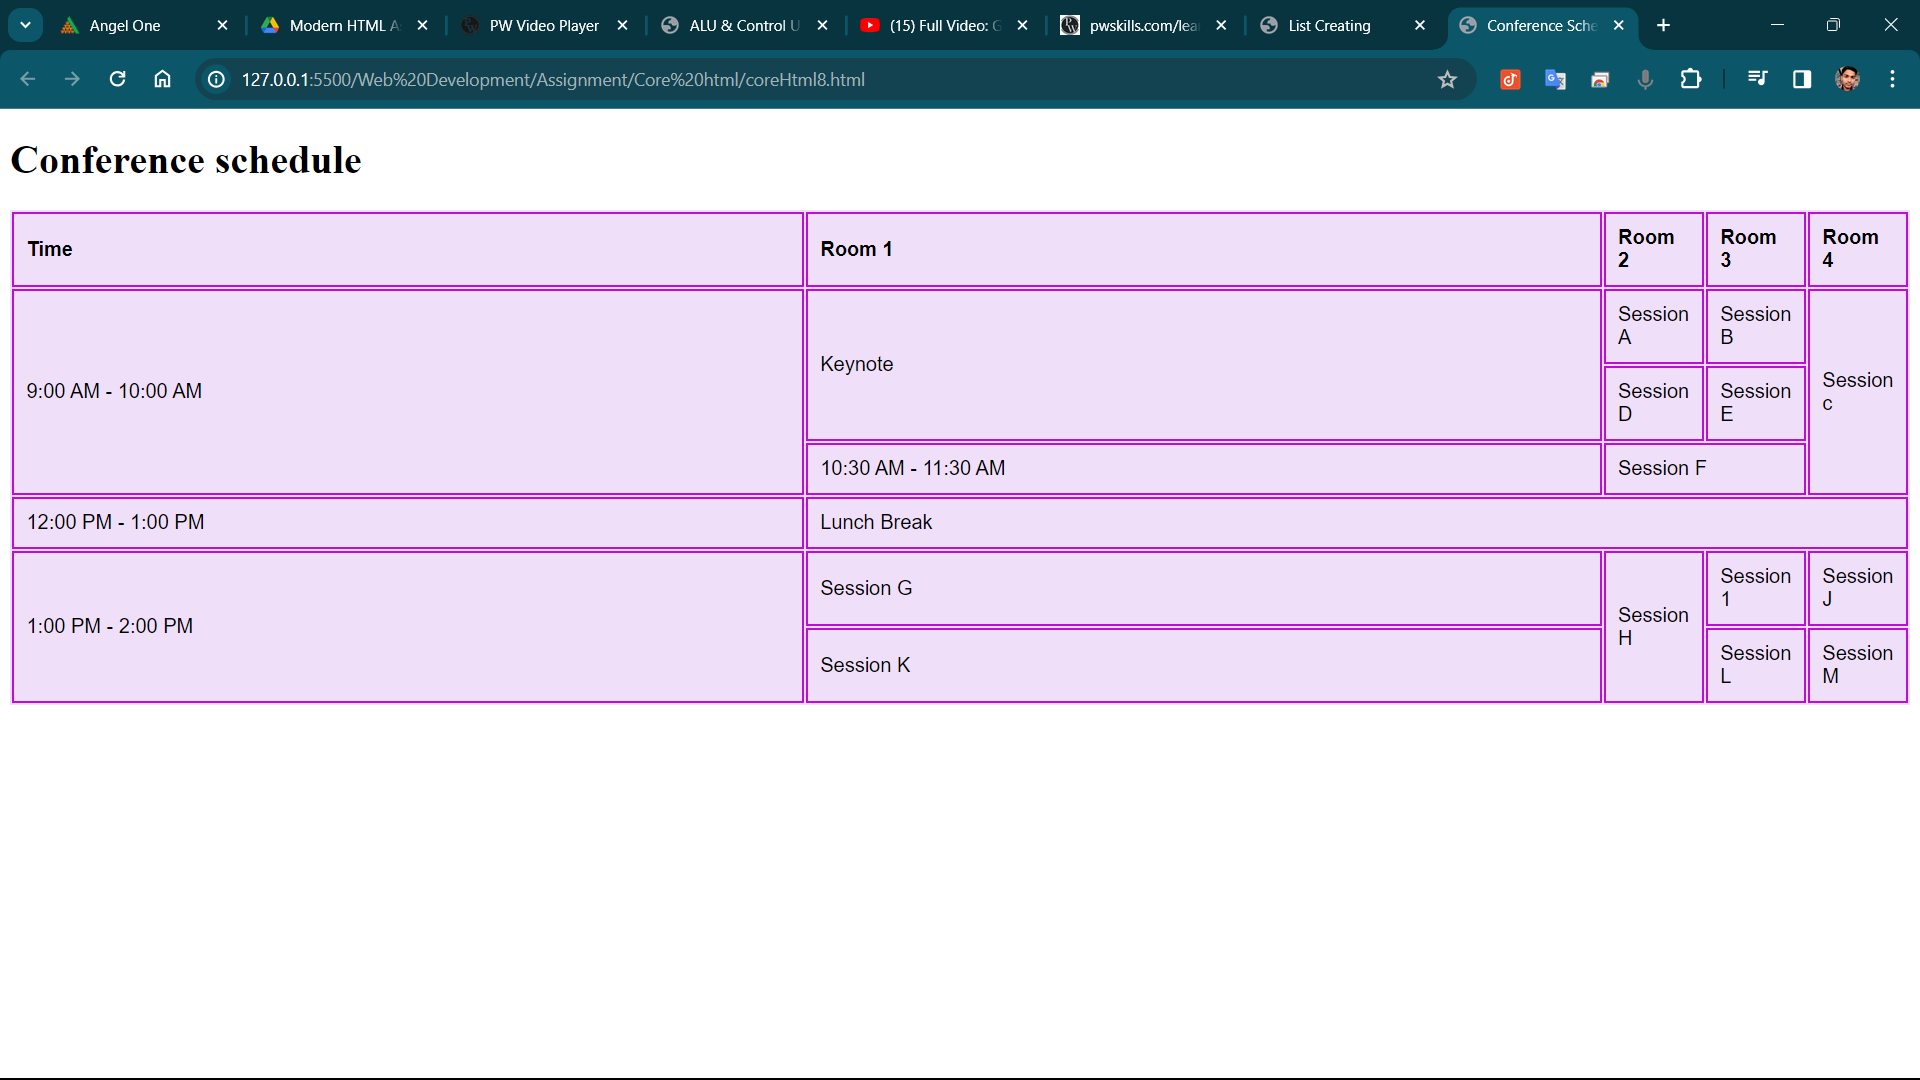 Angel One
Modern HTML A
PW Video Player
ALU & Control U
(15) Full Video: G
pwskills.com/lea
List Creating
Conference Sche
127.0.0.1:5500/Web%20Development/Assignment/Core%20html/coreHtml8.html
Conference schedule
Time
Room 1
Room
2
Room
3
Room
4
9:00 AM - 10:00 AM
Keynote
Session
A
Session
B
Session
c
Session
D
Session
E
10:30 AM - 11:30 AM
Session F
12:00 PM - 1:00 PM
Lunch Break
1:00 PM - 2:00 PM
Session G
Session
H
Session
1
Session
J
Session K
Session
L
Session
M